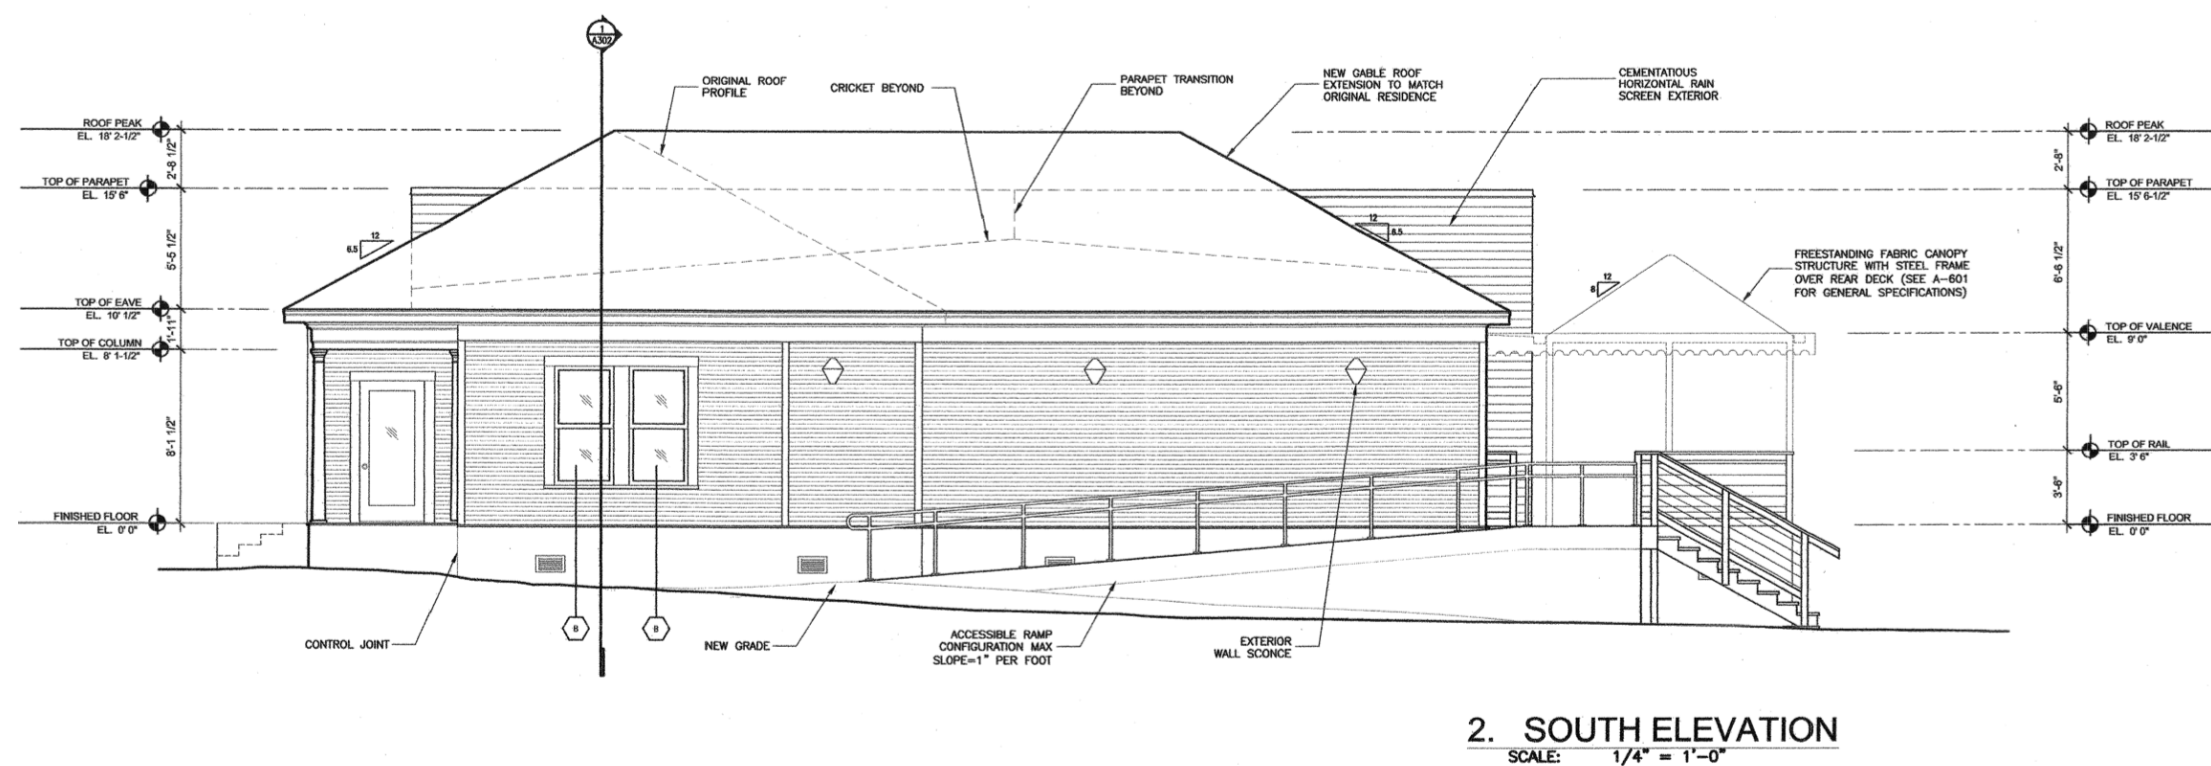 1
A302
ORIGINAL ROOF
PROFILE
CRICKET BEYOND
PARAPET TRANSITION
BEYOND
NEW GABLE ROOF
EXTENSION TO MATCH
ORIGINAL RESIDENCE
CEMENTATIOUS
HORIZONTAL RAIN
SCREEN EXTERIOR
ROOF PEAK
EL. 18' 2-1/2"
2'-8 1/2"
TOP OF PARAPET
EL. 15' 6"
5'-5 1/2"
TOP OF EAVE
EL. 10' 1/2"
1'-11"
TOP OF COLUMN
EL. 8' 1-1/2"
8'-1 1/2"
FINISHED FLOOR
EL. 0' 0"
12
6.5
12
6.5
12
8
FREESTANDING FABRIC CANOPY
STRUCTURE WITH STEEL FRAME
OVER REAR DECK (SEE A-601
FOR GENERAL SPECIFICATIONS)
ROOF PEAK
EL. 18' 2-1/2"
2'-8"
TOP OF PARAPET
EL. 15' 6-1/2"
6'-6 1/2"
TOP OF VALENCE
EL. 9' 0"
5'-6"
TOP OF RAIL
EL. 3' 6"
3'-6"
FINISHED FLOOR
EL. 0' 0"
CONTROL JOINT
B
B
NEW GRADE
ACCESSIBLE RAMP
CONFIGURATION MAX
SLOPE=1" PER FOOT
EXTERIOR
WALL SCONCE
2. SOUTH ELEVATION
SCALE: 1/4" = 1'-0"